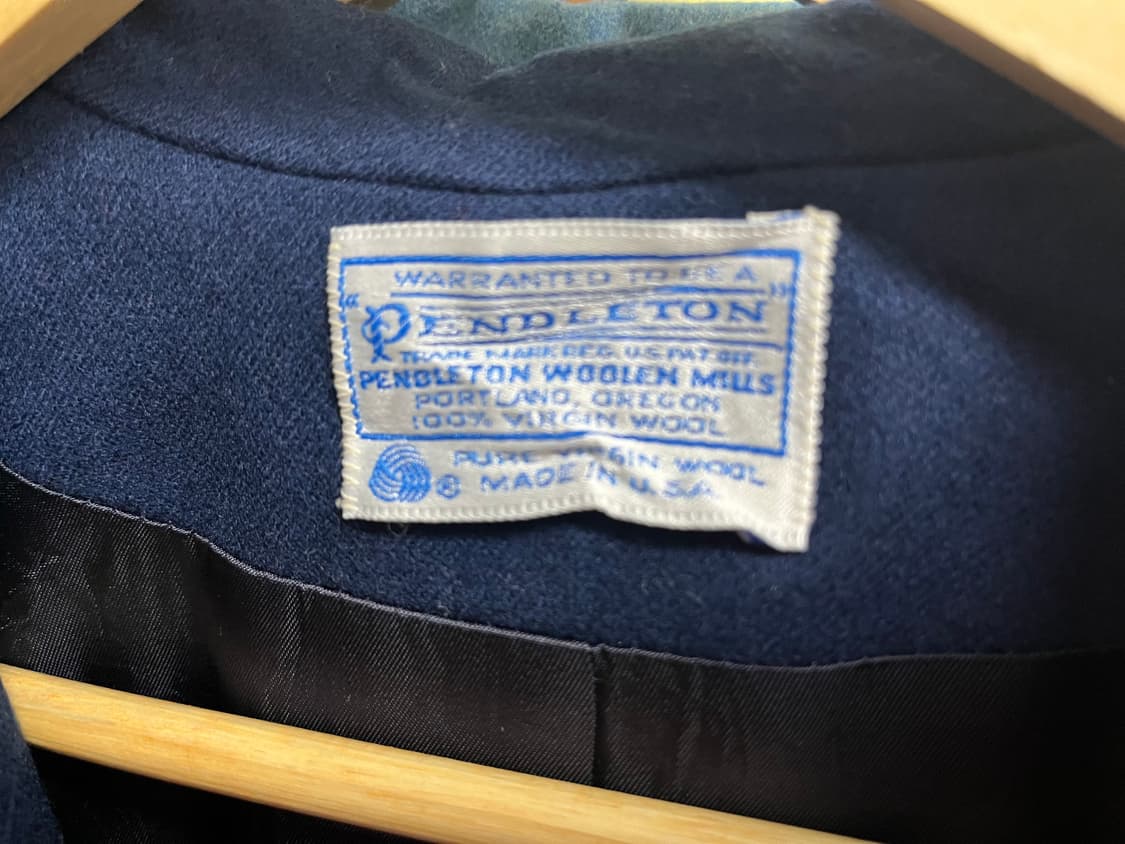 WARRANTED TO BE A
"PENDLETON"
TRADE MARK REG. U.S. PAT. OFF.
PENDLETON WOOLEN MILLS
PORTLAND, OREGON
100% VIRGIN WOOL
PURE VIRGIN WOOL
® MADE IN U.S.A.